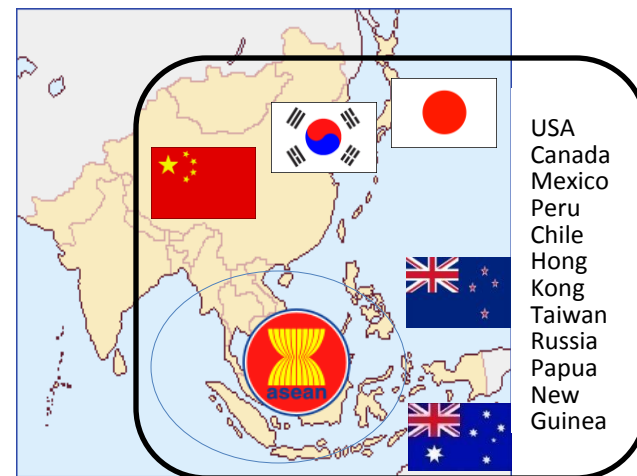 USA
Canada
Mexico
Peru
Chile
Hong
Kong
Taiwan
Russia
Papua
New
Guinea
asean